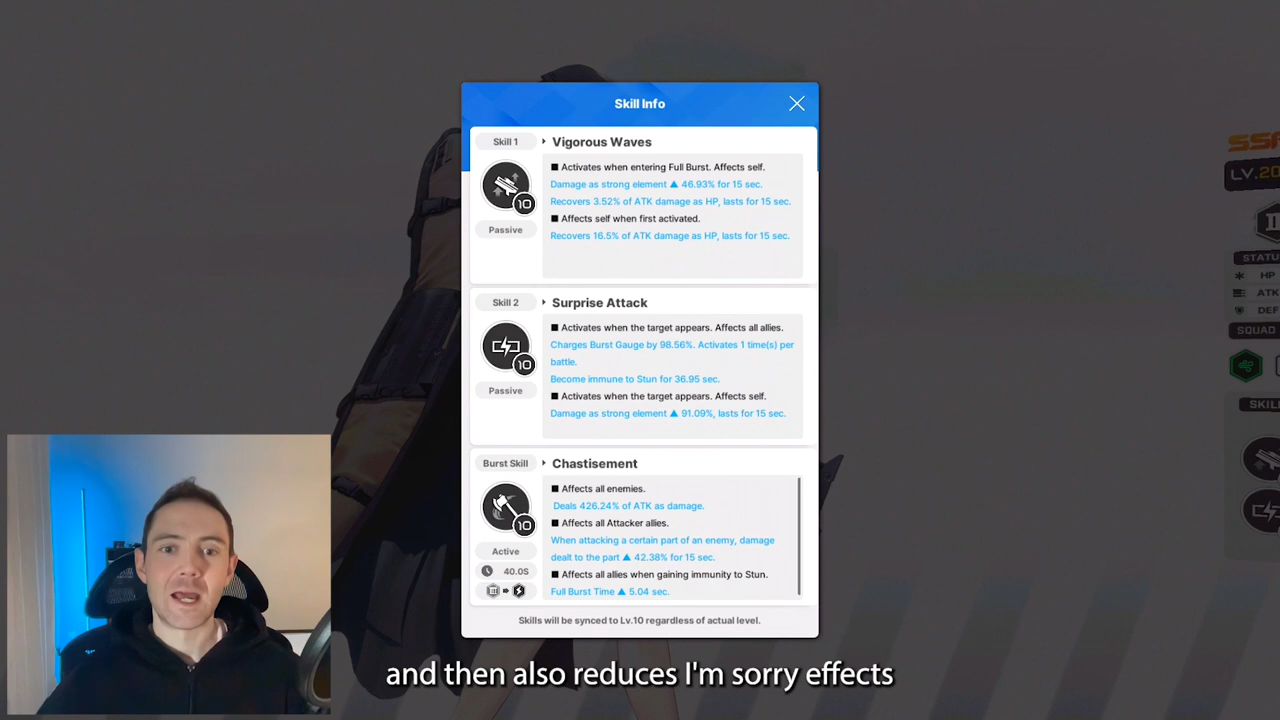 Skill Info
Skill 1
Vigorous Waves
■ Activates when entering Full Burst. Affects self.
Damage as strong element ▲ 46.93% for 15 sec.
Recovers 3.52% of ATK damage as HP, lasts for 15 sec.
■ Affects self when first activated.
Recovers 16.5% of ATK damage as HP, lasts for 15 sec.
10
Passive
Skill 2
Surprise Attack
■ Activates when the target appears. Affects all allies.
Charges Burst Gauge by 98.56%. Activates 1 time(s) per
battle.
Become immune to Stun for 36.95 sec.
■ Activates when the target appears. Affects self.
Damage as strong element ▲ 91.09%, lasts for 15 sec.
10
Passive
Burst Skill
Chastisement
■ Affects all enemies.
Deals 426.24% of ATK as damage.
■ Affects all Attacker allies.
When attacking a certain part of an enemy, damage
dealt to the part ▲ 42.38% for 15 sec.
■ Affects all allies when gaining immunity to Stun.
Full Burst Time ▲ 5.04 sec.
10
Active
40.0S
Skills will be synced to Lv.10 regardless of actual level.
LV.20
STATU
HP
ATK
DEF
SQUAD
SKIL
and then also reduces I'm sorry effects